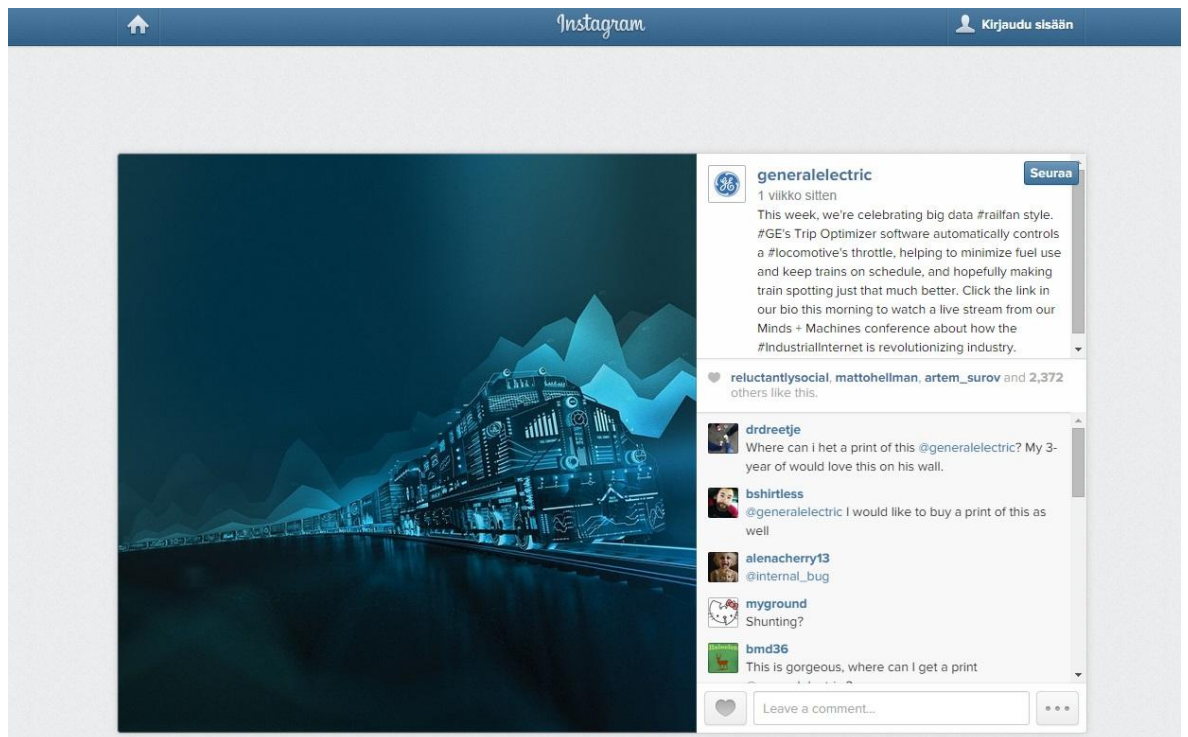 Instagram
Kirjaudu sisään
generalelectric
Seuraa
1 viikko sitten
This week, we're celebrating big data #railfan style.
#GE's Trip Optimizer software automatically controls
a #locomotive's throttle, helping to minimize fuel use
and keep trains on schedule, and hopefully making
train spotting just that much better. Click the link in
our bio this morning to watch a live stream from our
Minds + Machines conference about how the
#IndustrialInternet is revolutionizing industry.
reluctantlysocial, mattohellman, artem_surov and 2,372
others like this.
drdreetje
Where can i het a print of this @generalelectric? My 3-
year of would love this on his wall.
bshirtless
@generalelectric I would like to buy a print of this as
well
alenacherry13
@internal_bug
myground
Shunting?
bmd36
This is gorgeous, where can I get a print
Leave a comment...